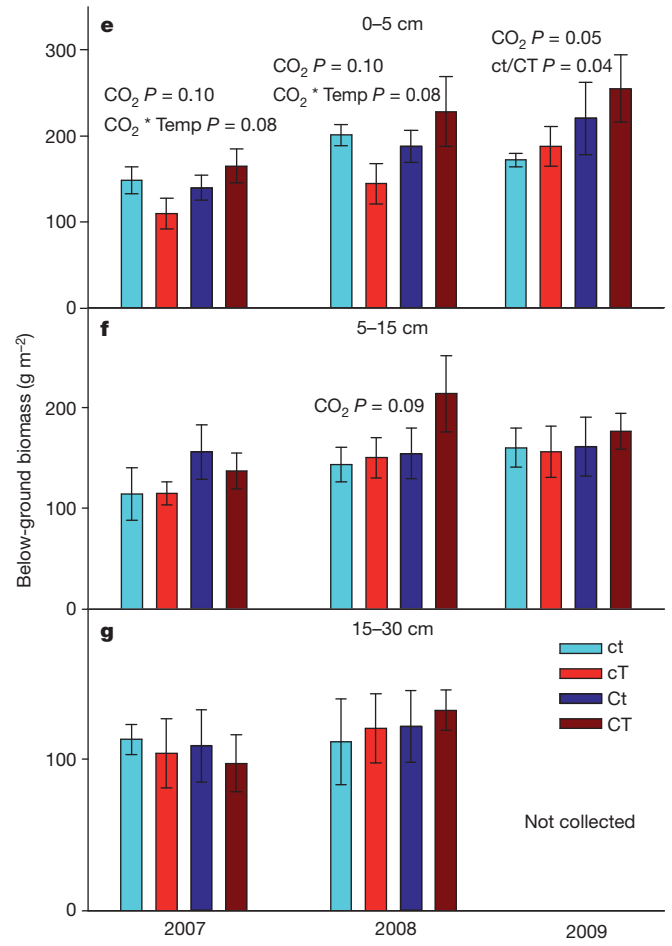 e
0–5 cm
300
200
100
0
CO₂ P = 0.10
CO₂ * Temp P = 0.08
CO₂ P = 0.10
CO₂ * Temp P = 0.08
CO₂ P = 0.05
ct/CT P = 0.04
Below-ground biomass (g m⁻²)
f
5–15 cm
200
100
0
CO₂ P = 0.09
g
15–30 cm
100
0
ct
cT
Ct
CT
Not collected
2007
2008
2009